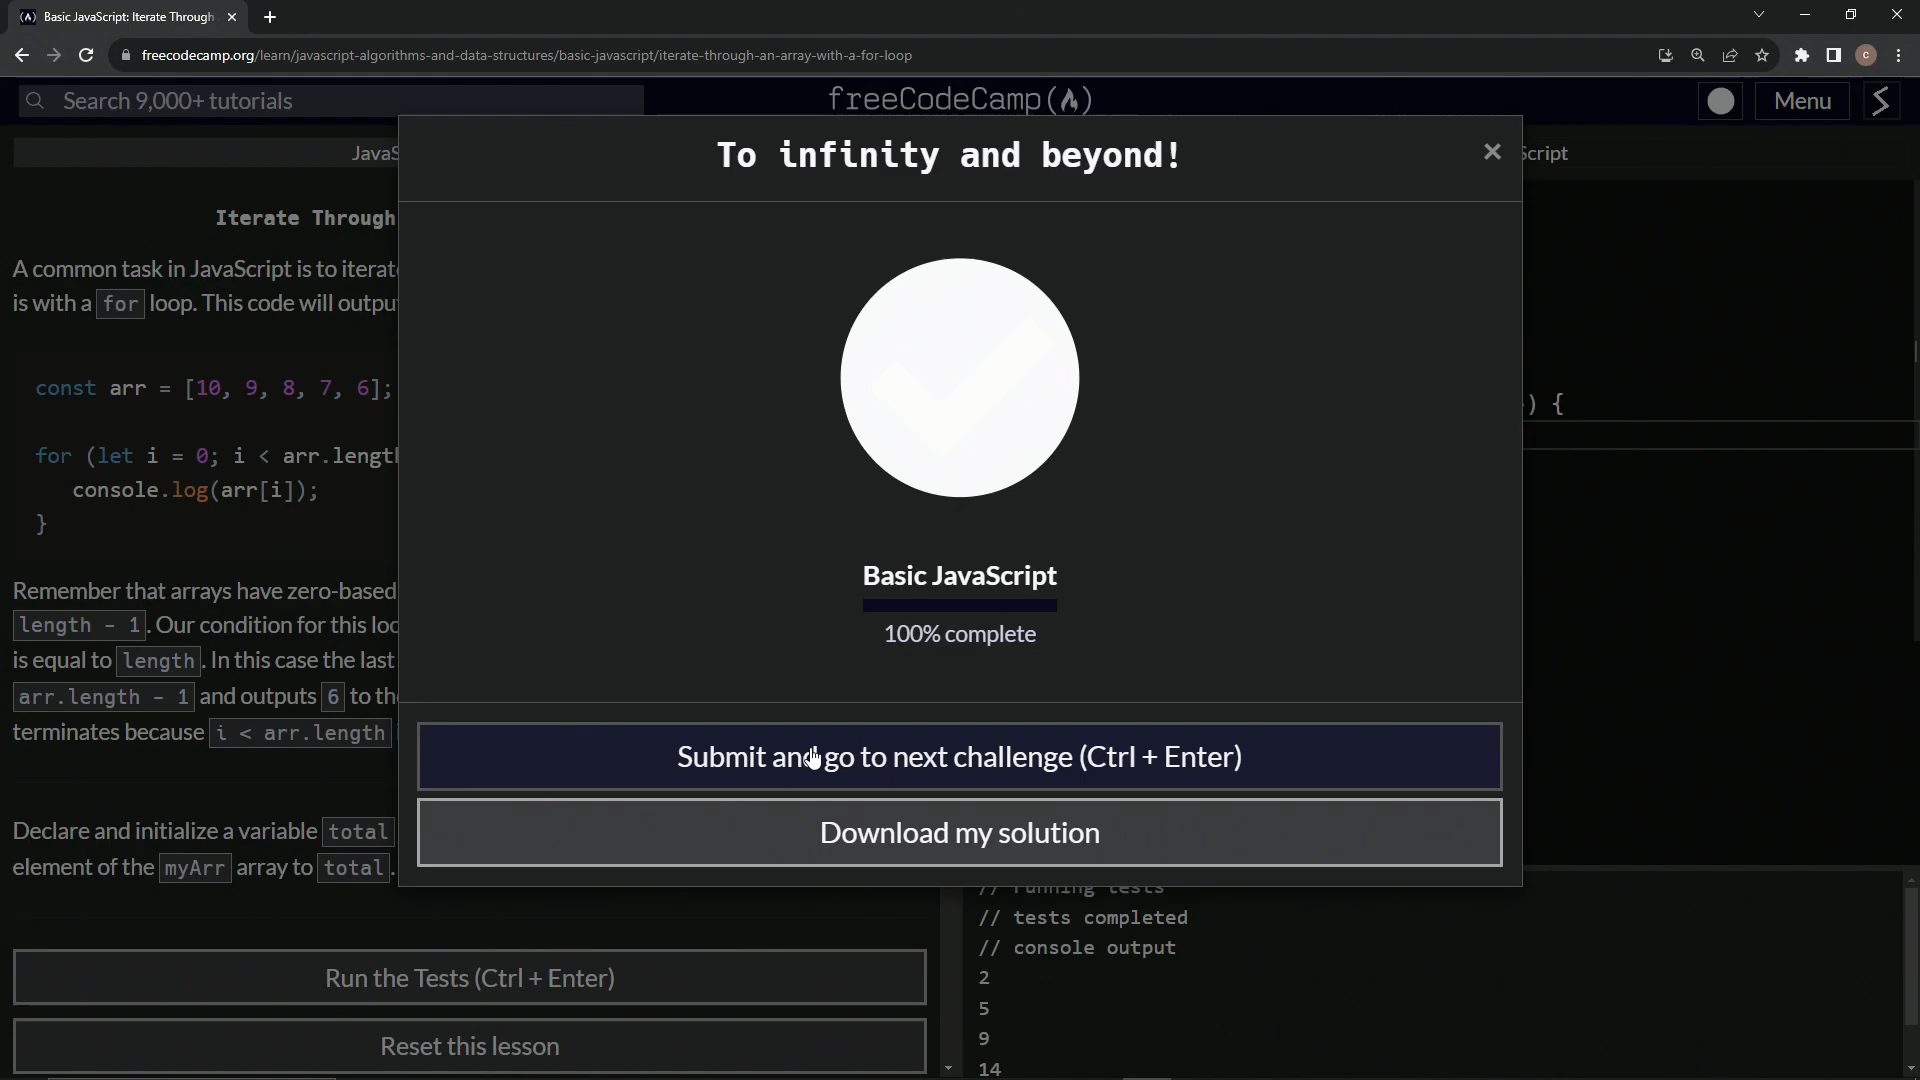 Basic JavaScript: Iterate Through
freecodecamp.org/learn/javascript-algorithms-and-data-structures/basic-javascript/iterate-through-an-array-with-a-for-loop
c
Search 9,000+ tutorials
freeCodeCamp
Menu
To infinity and beyond!
Iterate Through
A common task in JavaScript is to
is with a for loop. This code will
const arr = [10, 9, 8, 7, 6];
for (let i = 0; i < arr.length
console.log(arr[i]);
}
) {
Remember that arrays have zero-based
length - 1. Our condition for this
is equal to length. In this case the last
arr.length - 1 and outputs 6 to
terminates because i < arr.length
Declare and initialize a variable total
element of the myArr array to total.
Basic JavaScript
100% complete
Submit and go to next challenge (Ctrl + Enter)
Download my solution
Run the Tests (Ctrl + Enter)
Reset this lesson
// running tests
// tests completed
// console output
2
5
9
14